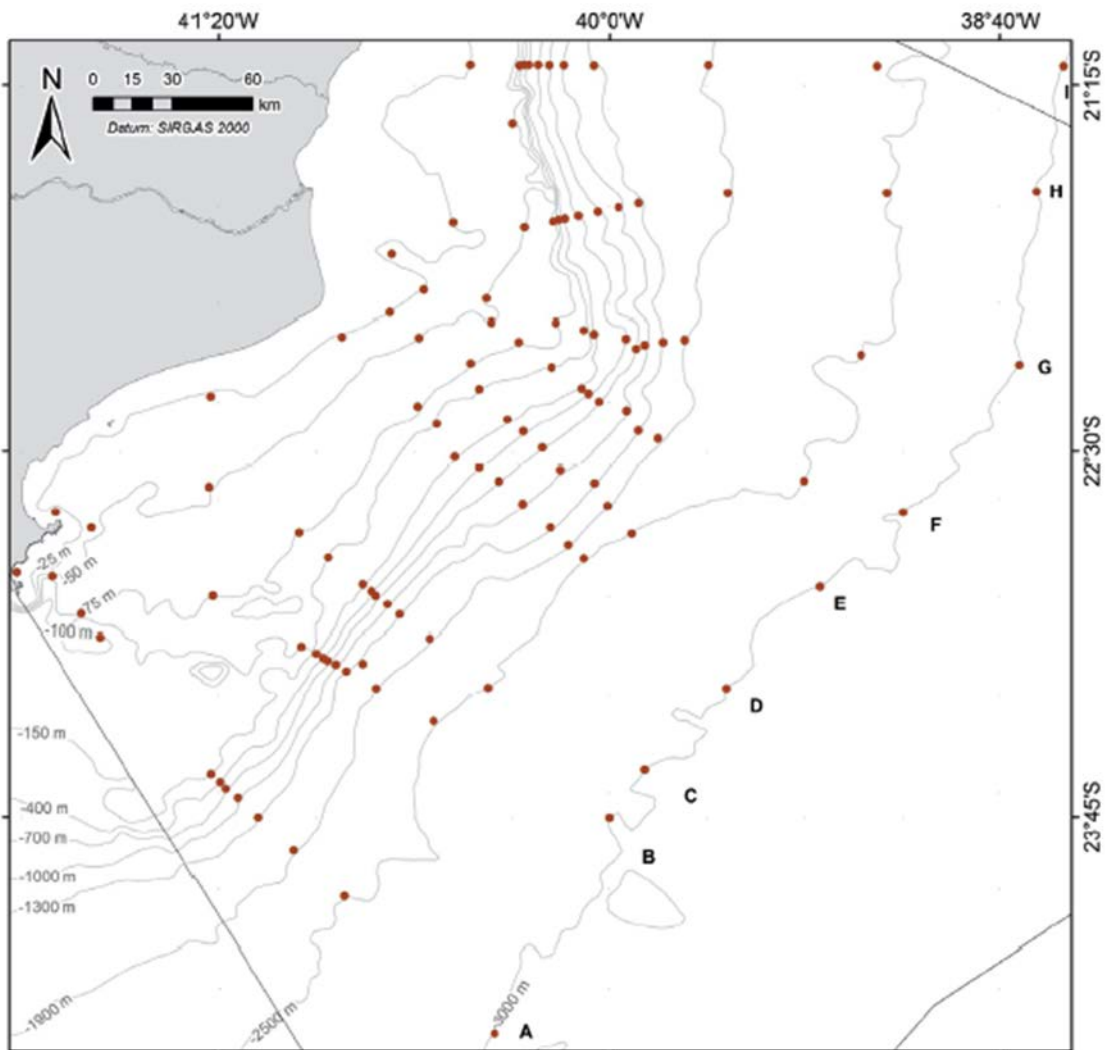 41°20'W 40°0'W 38°40'W
N 0 15 30 60 km
Datum: SIRGAS 2000
21°15'S
I
H
G
22°30'S
F
-25 m
-50 m
E
-75 m
-100 m
D
-150 m
C
-400 m
23°45'S
-700 m
B
-1000 m
-1300 m
-1900 m
-2500 m
-3000 m
A